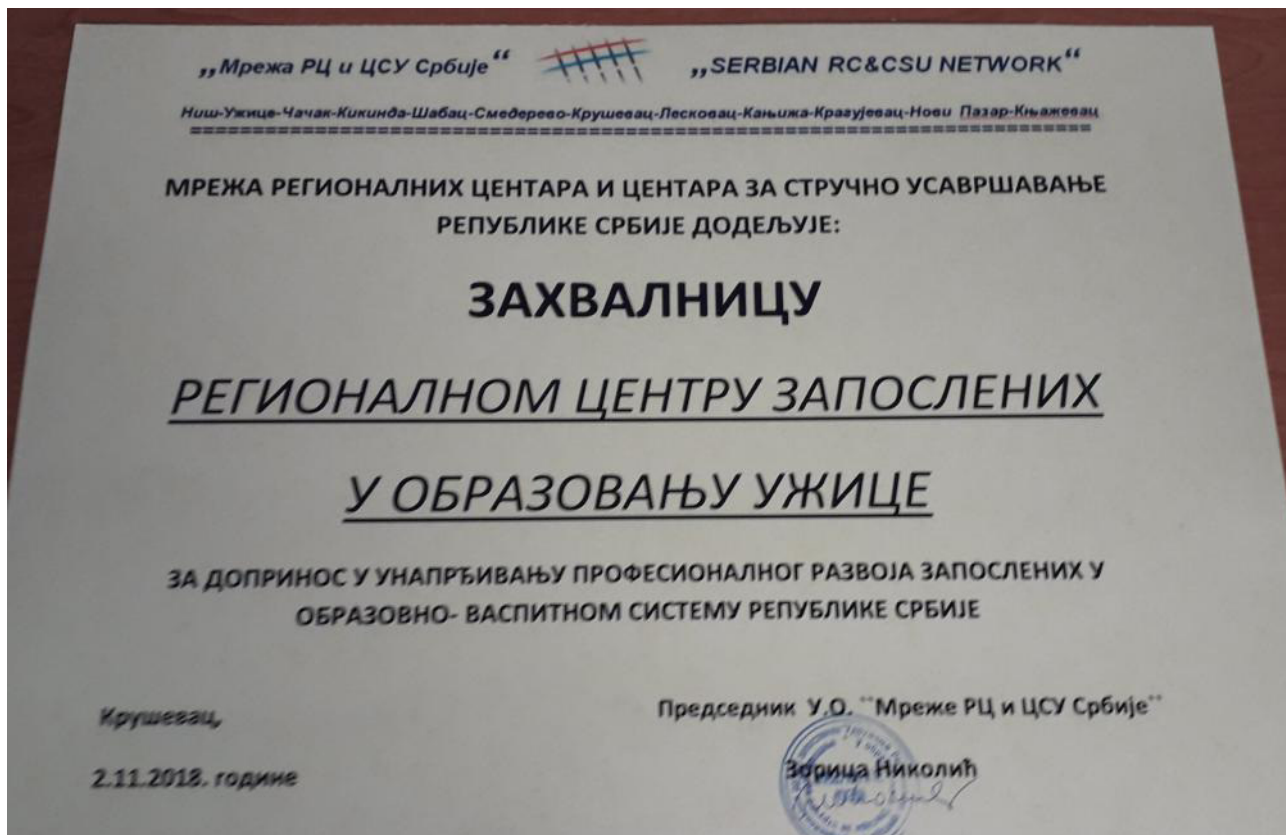 „Мрежа РЦ и ЦСУ Србије“ „SERBIAN RC&CSU NETWORK“
Ниш-Ужице-Чачак-Кикинда-Шабац-Смедерево-Крушевац-Лесковац-Кањижа-Крагујевац-Нови Пазар-Књажевац
МРЕЖА РЕГИОНАЛНИХ ЦЕНТАРА И ЦЕНТАРА ЗА СТРУЧНО УСАВРШАВАЊЕ
РЕПУБЛИКЕ СРБИЈЕ ДОДЕЉУЈЕ:
ЗАХВАЛНИЦУ
РЕГИОНАЛНОМ ЦЕНТРУ ЗАПОСЛЕНИХ
У ОБРАЗОВАЊУ УЖИЦЕ
ЗА ДОПРИНОС У УНАПРЂИВАЊУ ПРОФЕСИОНАЛНОГ РАЗВОЈА ЗАПОСЛЕНИХ У
ОБРАЗОВНО- ВАСПИТНОМ СИСТЕМУ РЕПУБЛИКЕ СРБИЈЕ
Крушевац,
2.11.2018. године
Председник У.О. ¨Мреже РЦ и ЦСУ Србије¨
Зорица Николић